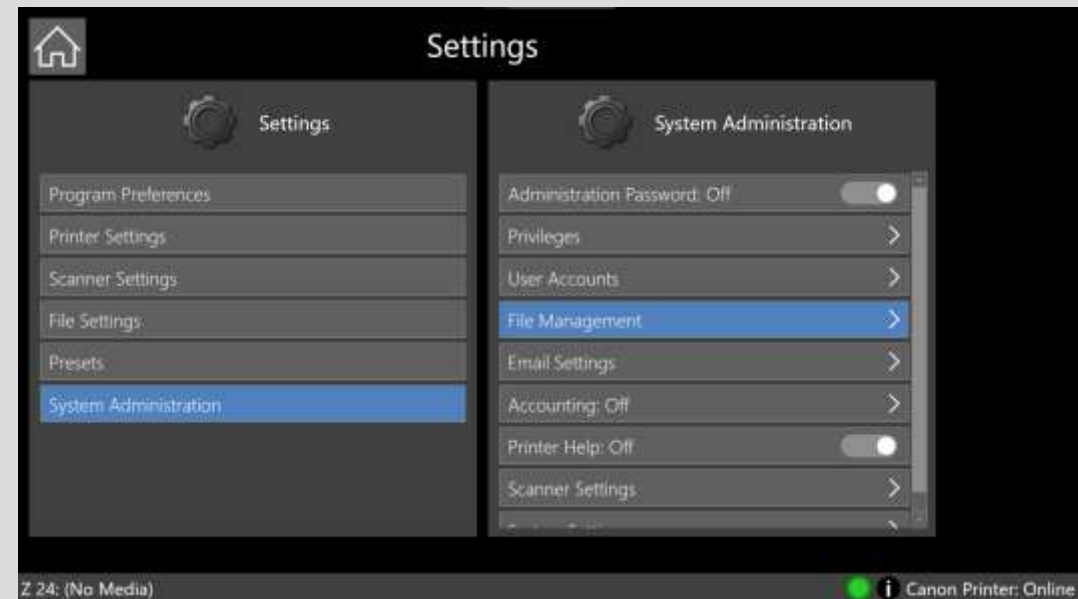 Settings
Settings
Program Preferences
Printer Settings
Scanner Settings
File Settings
Presets
System Administration
System Administration
Administration Password: Off
Privileges
User Accounts
File Management
Email Settings
Accounting: Off
Printer Help: Off
Scanner Settings
Z 24: (No Media)
Canon Printer: Online